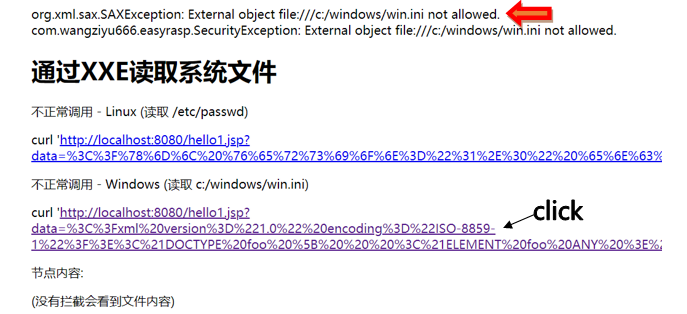 org.xml.sax.SAXException: External object file:///c:/windows/win.ini not allowed.
com.wangziyu666.easyrasp.SecurityException: External object file:///c:/windows/win.ini not allowed.
通过XXE读取系统文件
不正常调用 - Linux (读取 /etc/passwd)
curl 'http://localhost:8080/hello1.jsp?
data=%3C%3F%78%6D%6C%20%76%65%72%73%69%6F%6E%3D%22%31%2E%30%22%20%65%6E%63%
不正常调用 - Windows (读取 c:/windows/win.ini)
curl 'http://localhost:8080/hello1.jsp?
data=%3C%3Fxml%20version%3D%221.0%22%20encoding%3D%22ISO-8859-
1%22%3F%3E%3C%21DOCTYPE%20foo%20%5B%20%20%20%3C%21ELEMENT%20foo%20ANY%20%3E%2
click
节点内容:
(没有拦截会看到文件内容)